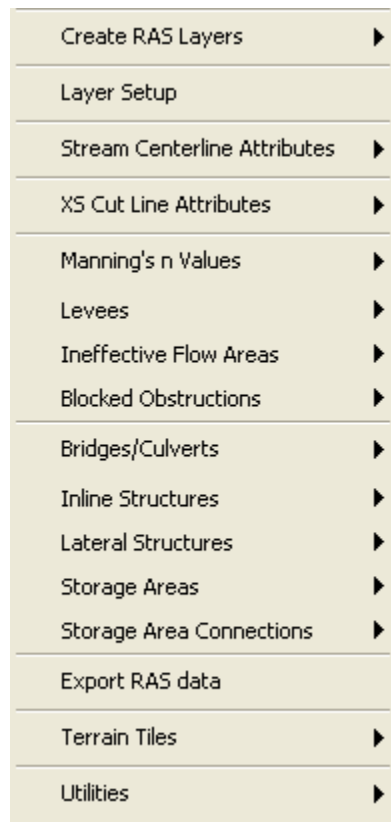 Create RAS Layers
Layer Setup
Stream Centerline Attributes
XS Cut Line Attributes
Manning's n Values
Levees
Ineffective Flow Areas
Blocked Obstructions
Bridges/Culverts
Inline Structures
Lateral Structures
Storage Areas
Storage Area Connections
Export RAS data
Terrain Tiles
Utilities